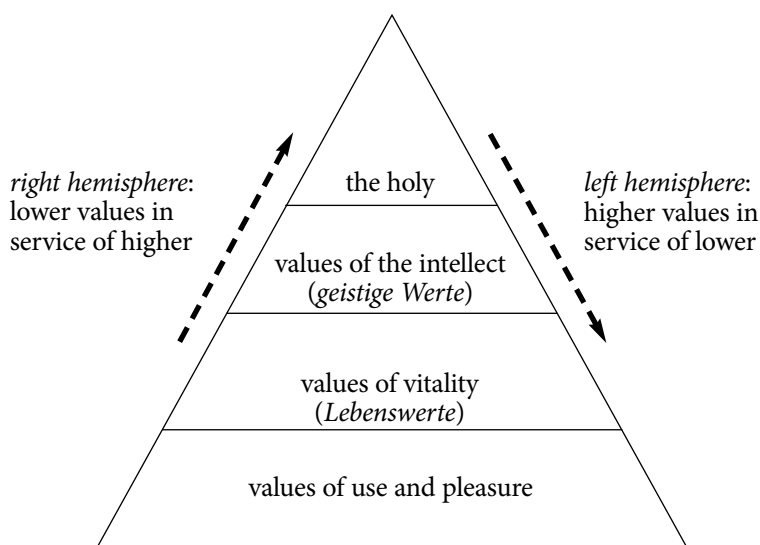 right hemisphere:
lower values in
service of higher
the holy
left hemisphere:
higher values in
service of lower
values of the intellect
(geistige Werte)
values of vitality
(Lebenswerte)
values of use and pleasure